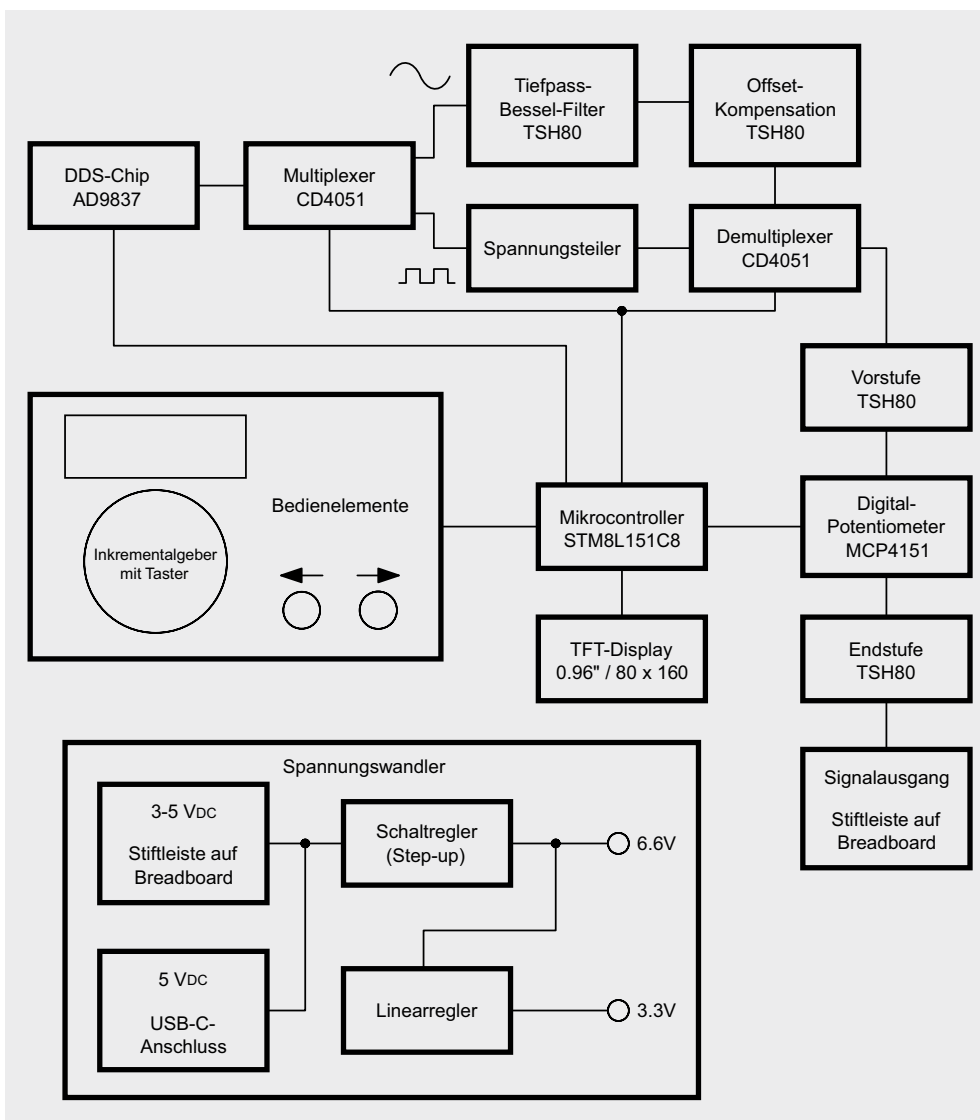 Tiefpass-
Bessel-Filter
TSH80
Offset-
Kompensation
TSH80
DDS-Chip
AD9837
Multiplexer
CD4051
Spannungsteiler
Demultiplexer
CD4051
Vorstufe
TSH80
Bedienelemente
Inkrementalgeber
mit Taster
Mikrocontroller
STM8L151C8
Digital-
Potentiometer
MCP4151
TFT-Display
0.96" / 80 x 160
Endstufe
TSH80
Signalausgang
Stiftleiste auf
Breadboard
Spannungswandler
3-5 VDC
Stiftleiste auf
Breadboard
Schaltregler
(Step-up)
6.6V
5 VDC
USB-C-
Anschluss
Linearregler
3.3V